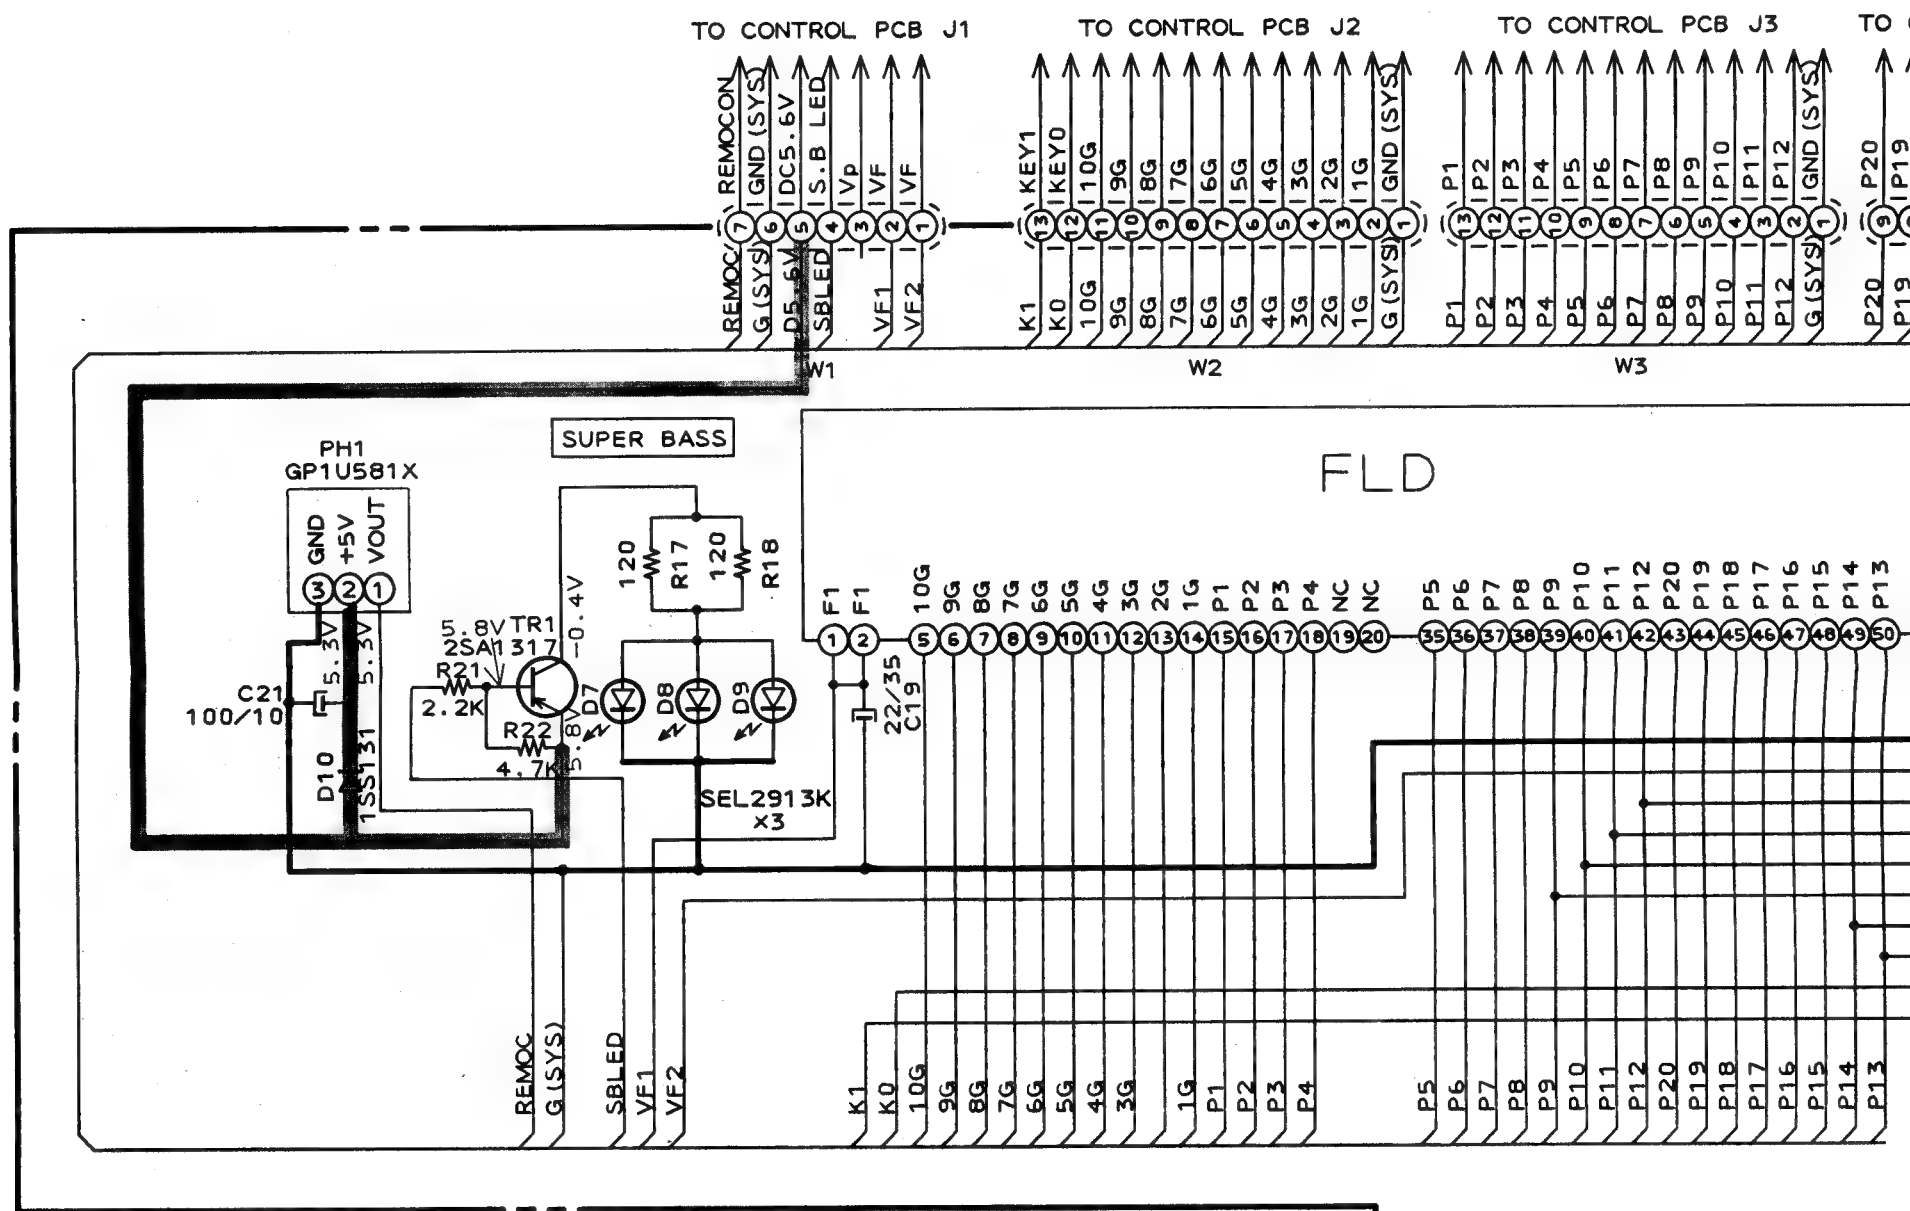 TO CONTROL PCB J1
TO CONTROL PCB J2
TO CONTROL PCB J3
TO
REMOCON
GND(SYS)
DC5.6V
S.B LED
Vp
VF
VF
KEY1
KEY0
10G
9G
8G
7G
6G
5G
4G
3G
2G
1G
GND(SYS)
P1
P2
P3
P4
P5
P6
P7
P8
P9
P10
P11
P12
GND(SYS)
P20
P19
7 6 5 4 3 2 1
13 12 11 10 9 8 7 6 5 4 3 2 1
13 12 11 10 9 8 7 6 5 4 3 2 1
9
REMOC
G(SYS)
D5.6V
SBLED
VF1
VF2
K1
K0
10G
9G
8G
7G
6G
5G
4G
3G
2G
1G
G(SYS)
P1
P2
P3
P4
P5
P6
P7
P8
P9
P10
P11
P12
G(SYS)
P20
P19
W1
W2
W3
SUPER BASS
FLD
PH1
GP1U581X
GND
+5V
VOUT
3 2 1
5.3V
5.3V
C21
100/10
D10
1SS131
5.8V
TR1
2SA1317
R21
2.2K
R22
4.7K
5.8V
-0.4V
120
R17
120
R18
D7
D8
D9
SEL2913K
X3
F1
F1
10G
9G
8G
7G
6G
5G
4G
3G
2G
1G
P1
P2
P3
P4
NC
NC
P5
P6
P7
P8
P9
P10
P11
P12
P20
P19
P18
P17
P16
P15
P14
P13
1 2 5 6 7 8 9 10 11 12 13 14 15 16 17 18 19 20 35 36 37 38 39 40 41 42 43 44 45 46 47 48 49 50
22/35
C19
REMOC
G(SYS)
SBLED
VF1
VF2
K1
K0
10G
9G
8G
7G
6G
5G
4G
3G
1G
P1
P2
P3
P4
P5
P6
P7
P8
P9
P10
P11
P12
P20
P19
P18
P17
P16
P15
P14
P13